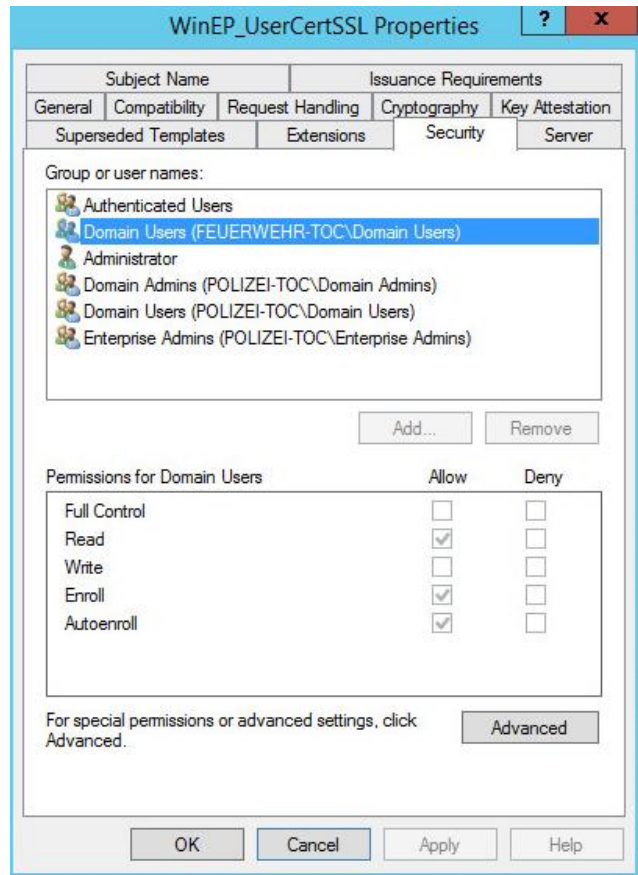 WinEP_UserCertSSL Properties
?
x
Subject Name
Issuance Requirements
General
Compatibility
Request Handling
Cryptography
Key Attestation
Superseded Templates
Extensions
Security
Server
Group or user names:
Authenticated Users
Domain Users (FEUERWEHR-TOC\Domain Users)
Administrator
Domain Admins (POLIZEI-TOC\Domain Admins)
Domain Users (POLIZEI-TOC\Domain Users)
Enterprise Admins (POLIZEI-TOC\Enterprise Admins)
Add...
Remove
Permissions for Domain Users
Allow
Deny
Full Control
Read
Write
Enroll
Autoenroll
For special permissions or advanced settings, click
Advanced.
Advanced
OK
Cancel
Apply
Help